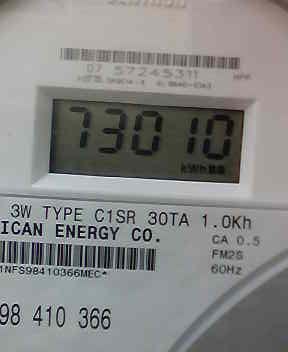 07 57245311
73010
kWh
3W TYPE C1SR 30TA 1.0Kh
ICAN ENERGY CO.
CA 0.5
FM2S
60Hz
1NFS98410366MEC*
98 410 366